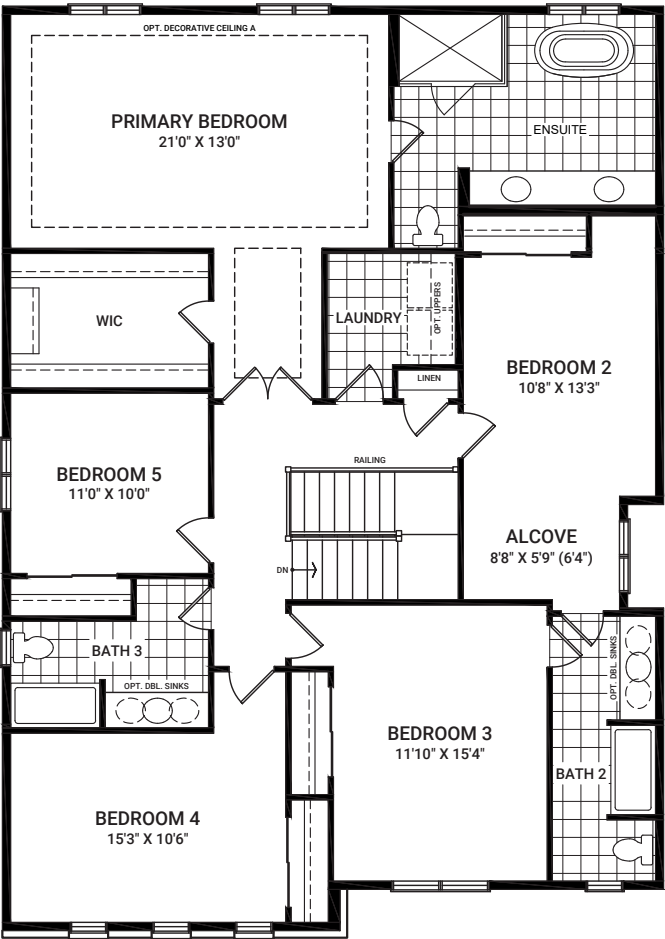 OPT. DECORATIVE CEILING A
PRIMARY BEDROOM
21'0" X 13'0"
ENSUITE
WIC
LAUNDRY
OPT. UPPERS
LINEN
BEDROOM 2
10'8" X 13'3"
BEDROOM 5
11'0" X 10'0"
RAILING
ALCOVE
8'8" X 5'9" (6'4")
DN
BATH 3
OPT. DBL. SINKS
OPT. DBL. SINKS
BEDROOM 3
11'10" X 15'4"
BATH 2
BEDROOM 4
15'3" X 10'6"